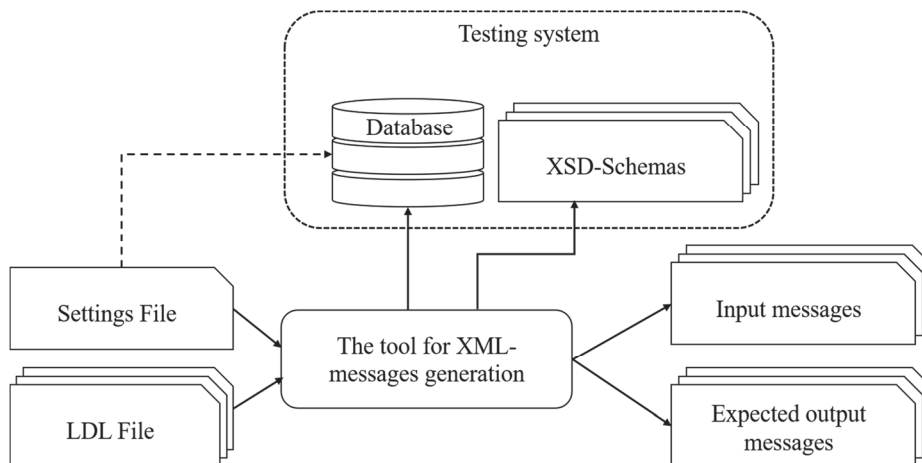 Testing system
Database
XSD-Schemas
Settings File
The tool for XML-
messages generation
Input messages
LDL File
Expected output
messages